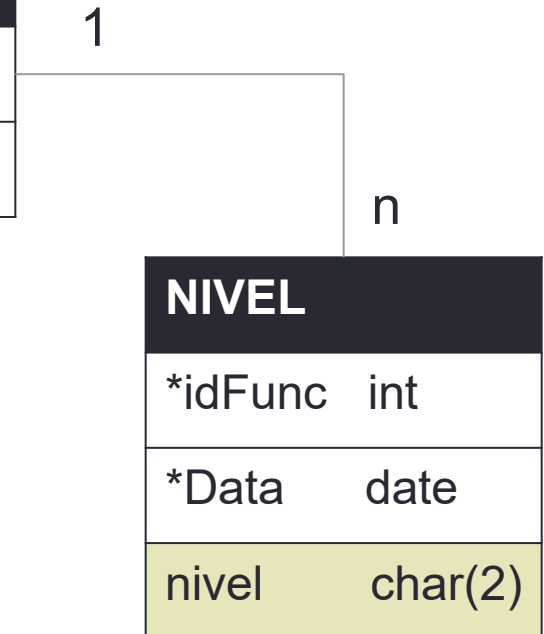 1
n
NIVEL
*idFunc int
*Data date
nivel char(2)